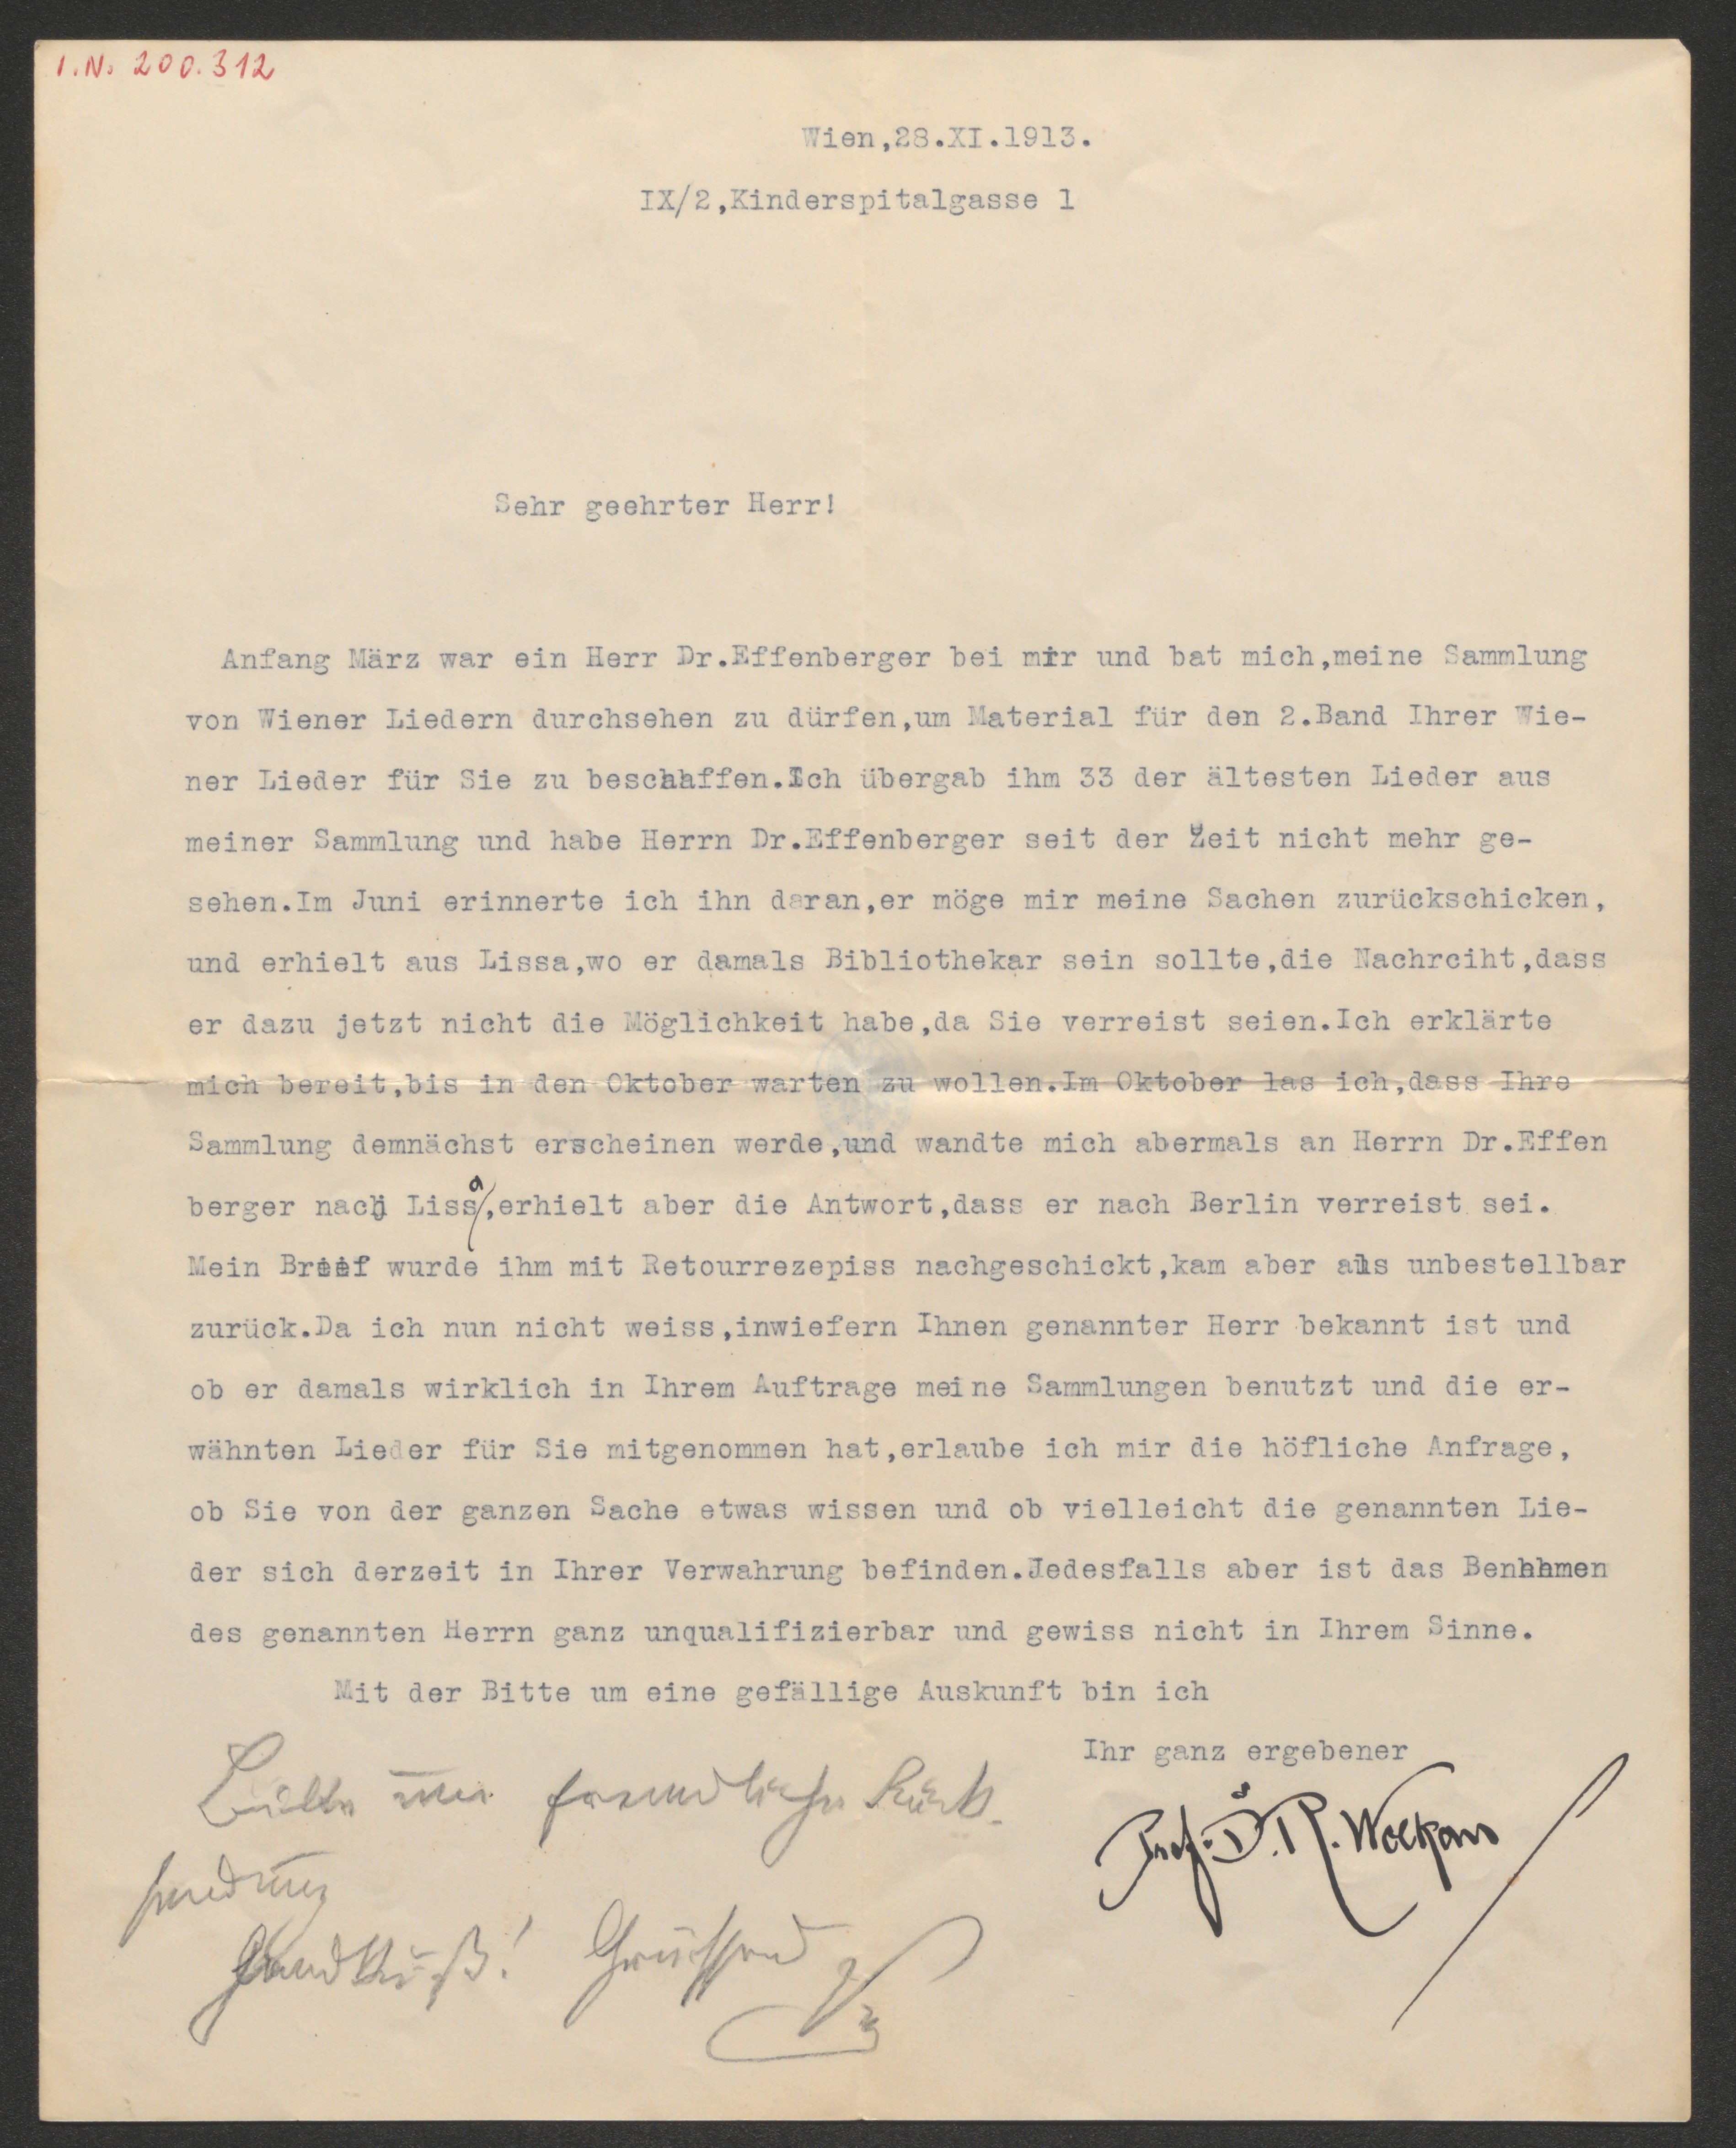 I.N. 200.312
Wien,28.XI.1913.
IX/2,Kinderspitalgasse 1
Sehr geehrter Herr!
Anfang März war ein Herr Dr.Effenberger bei mir und bat mich,meine Sammlung
von Wiener Liedern durchsehen zu dürfen,um Material für den 2.Band Ihrer Wie-
ner Lieder für Sie zu beschaffen.Ich übergab ihm 33 der ältesten Lieder aus
meiner Sammlung und habe Herrn Dr.Effenberger seit der Zeit nicht mehr ge-
sehen.Im Juni erinnerte ich ihn daran,er möge mir meine Sachen zurückschicken,
und erhielt aus Lissa,wo er damals Bibliothekar sein sollte,die Nachrciht,dass
er dazu jetzt nicht die Möglichkeit habe,da Sie verreist seien.Ich erklärte
mich bereit,bis in den Oktober warten zu wollen.Im Oktober las ich,dass Ihre
Sammlung demnächst erscheinen werde,und wandte mich abermals an Herrn Dr.Effen
berger nach Lissa,erhielt aber die Antwort,dass er nach Berlin verreist sei.
Mein Brief wurde ihm mit Retourrezepiss nachgeschickt,kam aber als unbestellbar
zurück.Da ich nun nicht weiss,inwiefern Ihnen genannter Herr bekannt ist und
ob er damals wirklich in Ihrem Auftrage meine Sammlungen benutzt und die er-
wähnten Lieder für Sie mitgenommen hat,erlaube ich mir die höfliche Anfrage,
ob Sie von der ganzen Sache etwas wissen und ob vielleicht die genannten Lie-
der sich derzeit in Ihrer Verwahrung befinden.Jedesfalls aber ist das Benehmen
des genannten Herrn ganz unqualifizierbar und gewiss nicht in Ihrem Sinne.
Mit der Bitte um eine gefällige Auskunft bin ich
Ihr ganz ergebener
Prof. Dr. R. Wolkan
Bitte um freundliche Rück-
sendung
Handkuß! Grüssend